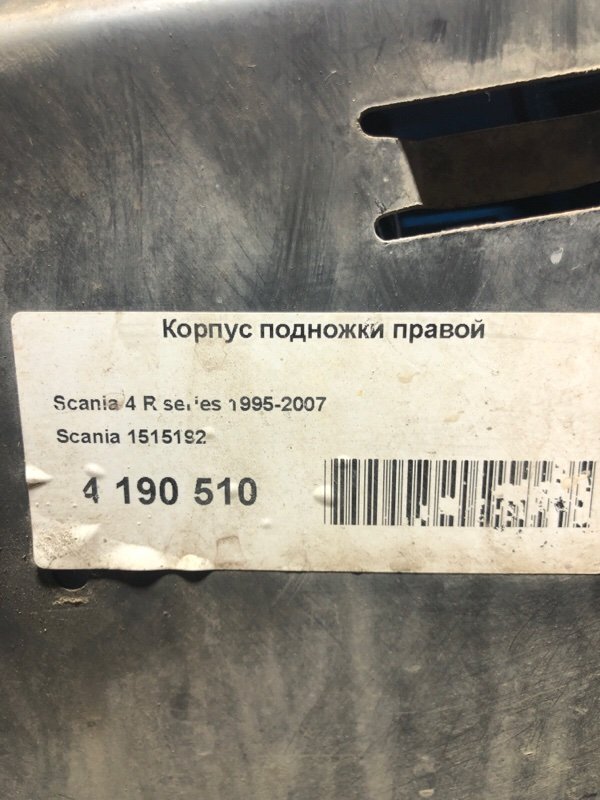 Корпус подножки правой
Scania 4 R series 1995-2007
Scania 1515192
4 190 510